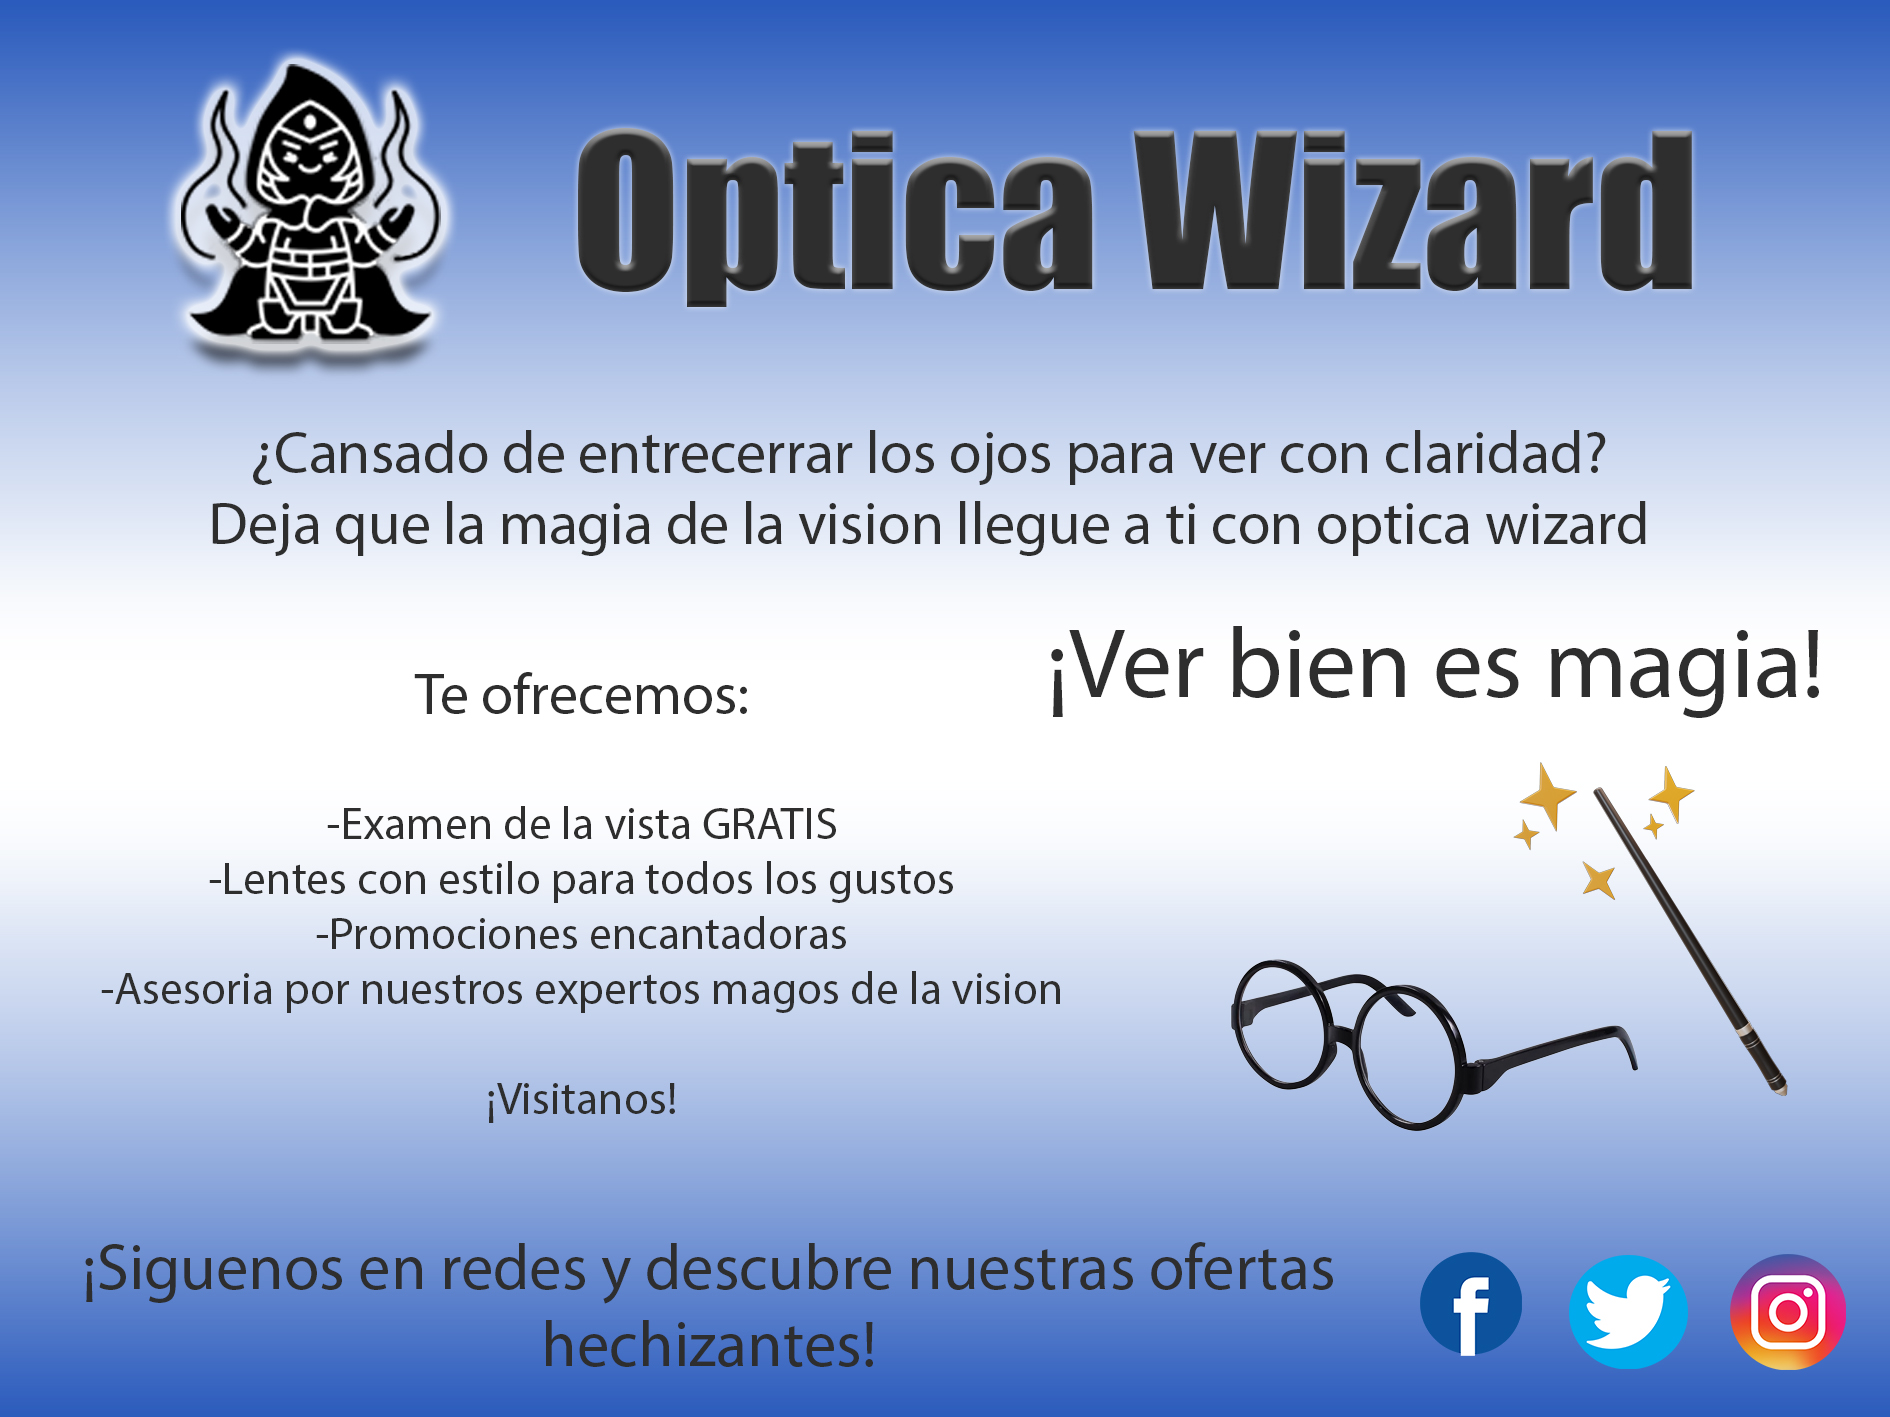 Optica Wizard
¿Cansado de entrecerrar los ojos para ver con claridad?
Deja que la magia de la vision llegue a ti con optica wizard
¡Ver bien es magia!
Te ofrecemos:
-Examen de la vista GRATIS
-Lentes con estilo para todos los gustos
-Promociones encantadoras
-Asesoria por nuestros expertos magos de la vision
¡Visitanos!
¡Siguenos en redes y descubre nuestras ofertas
hechizantes!